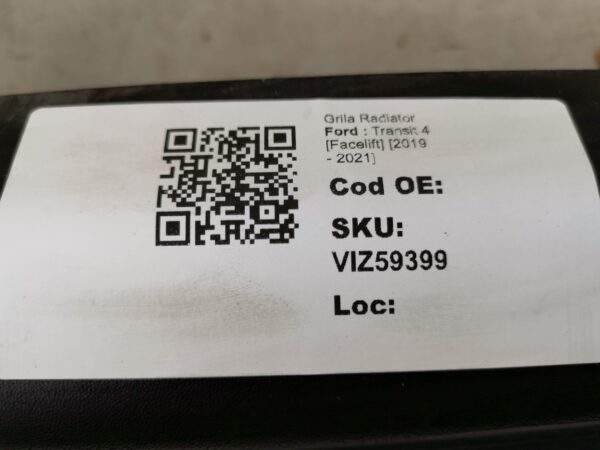 Grila Radiator
Ford : Transit 4
[Facelift] [2019
- 2021]
Cod OE:
SKU:
VIZ59399
Loc: